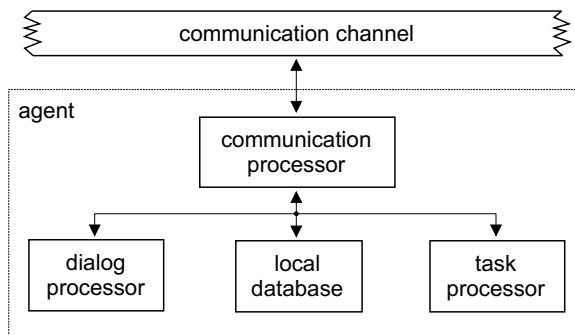 communication channel
agent
communication
processor
dialog
processor
local
database
task
processor